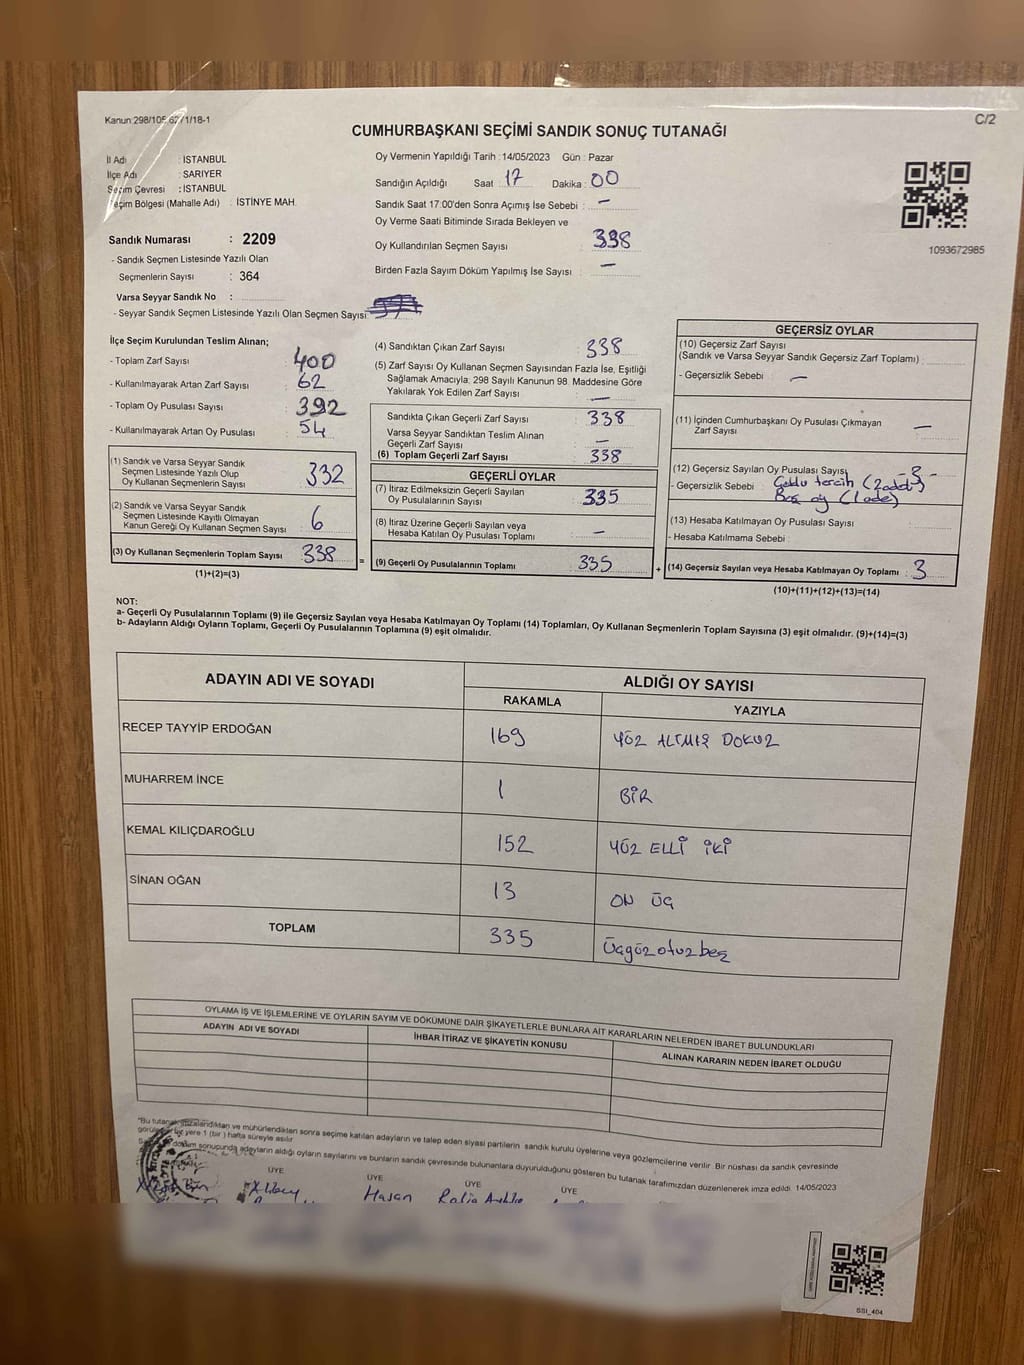 Kanun 298/105 62/1/18-1
C/2
CUMHURBAŞKANI SEÇİMİ SANDIK SONUÇ TUTANAĞI
İl Adı : İSTANBUL
İlçe Adı : SARIYER
Seçim Çevresi : İSTANBUL
Seçim Bölgesi (Mahalle Adı) : İSTİNYE MAH.
Sandık Numarası : 2209
- Sandık Seçmen Listesinde Yazılı Olan
Seçmenlerin Sayısı : 364
Varsa Seyyar Sandık No :
- Seyyar Sandık Seçmen Listesinde Yazılı Olan Seçmen Sayısı:
Oy Vermenin Yapıldığı Tarih : 14/05/2023 Gün : Pazar
Sandığın Açıldığı Saat : 17 Dakika : 00
Sandık Saat 17:00'den Sonra Açımış İse Sebebi : —
Oy Verme Saati Bitiminde Sırada Bekleyen ve
Oy Kullandırılan Seçmen Sayısı : 338
Birden Fazla Sayım Döküm Yapılmış İse Sayısı : —
1093672985
İlçe Seçim Kurulundan Teslim Alınan;
- Toplam Zarf Sayısı : 400
- Kullanılmayarak Artan Zarf Sayısı : 62
- Toplam Oy Pusulası Sayısı : 392
- Kullanılmayarak Artan Oy Pusulası : 54
(1) Sandık ve Varsa Seyyar Sandık
Seçmen Listesinde Yazılı Olup
Oy Kullanan Seçmenlerin Sayısı : 332
(2) Sandık ve Varsa Seyyar Sandık
Seçmen Listesinde Kayıtlı Olmayan
Kanun Gereği Oy Kullanan Seçmen Sayısı : 6
(3) Oy Kullanan Seçmenlerin Toplam Sayısı : 338
(1)+(2)=(3)
=
(4) Sandıktan Çıkan Zarf Sayısı : 338
(5) Zarf Sayısı Oy Kullanan Seçmen Sayısından Fazla İse, Eşitliği
Sağlamak Amacıyla; 298 Sayılı Kanunun 98. Maddesine Göre
Yakılarak Yok Edilen Zarf Sayısı : —
Sandıkta Çıkan Geçerli Zarf Sayısı : 338
Varsa Seyyar Sandıktan Teslim Alınan
Geçerli Zarf Sayısı : —
(6) Toplam Geçerli Zarf Sayısı : 338
GEÇERLİ OYLAR
(7) İtiraz Edilmeksizin Geçerli Sayılan
Oy Pusulalarının Sayısı : 335
(8) İtiraz Üzerine Geçerli Sayılan veya
Hesaba Katılan Oy Pusulası Toplamı : —
(9) Geçerli Oy Pusulalarının Toplamı : 335
+
GEÇERSİZ OYLAR
(10) Geçersiz Zarf Sayısı
(Sandık ve Varsa Seyyar Sandık Geçersiz Zarf Toplamı) :
- Geçersizlik Sebebi : —
(11) İçinden Cumhurbaşkanı Oy Pusulası Çıkmayan
Zarf Sayısı : —
(12) Geçersiz Sayılan Oy Pusulası Sayısı : 3
- Geçersizlik Sebebi : Çoklu tercih (2 adet)
Boş oy (1 adet)
(13) Hesaba Katılmayan Oy Pusulası Sayısı :
- Hesaba Katılmama Sebebi :
(14) Geçersiz Sayılan veya Hesaba Katılmayan Oy Toplamı : 3
(10)+(11)+(12)+(13)=(14)
NOT:
a- Geçerli Oy Pusulalarının Toplamı (9) ile Geçersiz Sayılan veya Hesaba Katılmayan Oy Toplamı (14) Toplamları, Oy Kullanan Seçmenlerin Toplam Sayısına (3) eşit olmalıdır. (9)+(14)=(3)
b- Adayların Aldığı Oyların Toplamı, Geçerli Oy Pusulalarının Toplamına (9) eşit olmalıdır.
ADAYIN ADI VE SOYADI
ALDIĞI OY SAYISI
RAKAMLA YAZIYLA
RECEP TAYYİP ERDOĞAN 169 YÜZ ALTMIŞ DOKUZ
MUHARREM İNCE 1 BİR
KEMAL KILIÇDAROĞLU 152 YÜZ ELLİ İKİ
SİNAN OĞAN 13 ON ÜÇ
TOPLAM 335 Üçyüzotuzbeş
OYLAMA İŞ VE İŞLEMLERİNE VE OYLARIN SAYIM VE DÖKÜMÜNE DAİR ŞİKAYETLERLE BUNLARA AİT KARARLARIN NELERDEN İBARET BULUNDUKLARI
ADAYIN ADI VE SOYADI İHBAR İTİRAZ VE ŞİKAYETİN KONUSU ALINAN KARARIN NEDEN İBARET OLDUĞU
"Bu tutanak imzalandıktan ve mühürlendikten sonra seçime katılan adayların ve talep eden siyasi partilerin sandık kurulu üyelerine veya gözlemcilerine verilir. Bir nüshası da sandık çevresinde
görülen bir yere 1 (bir) hafta süreyle asılır.
döküm sonucunda adayların aldığı oyların sayılarını ve bunların sandık çevresinde bulunanlara duyurulduğunu gösteren bu tutanak tarafımızdan düzenlenerek imza edildi. 14/05/2023
ÜYE ÜYE ÜYE ÜYE
Hasan
SSI_404